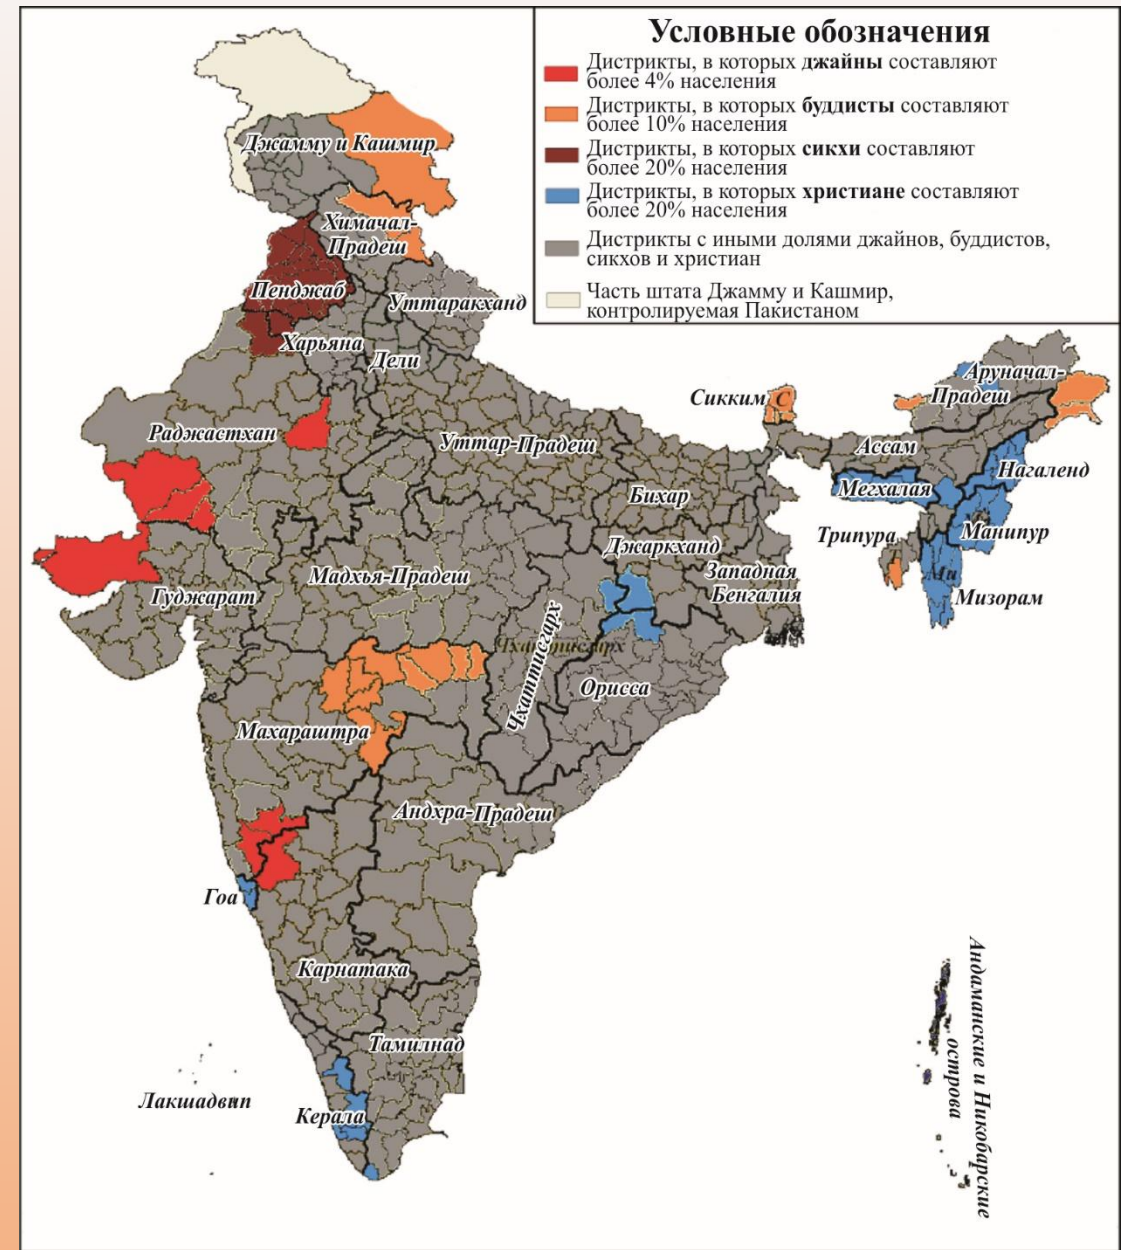 Условные обозначения
Дистрикты, в которых джайны составляют
более 4% населения
Дистрикты, в которых буддисты составляют
более 10% населения
Дистрикты, в которых сикхи составляют
более 20% населения
Дистрикты, в которых христиане составляют
более 20% населения
Дистрикты с иными долями джайнов, буддистов,
сикхов и христиан
Часть штата Джамму и Кашмир,
контролируемая Пакистаном
Джамму и Кашмир
Химачал-
Прадеш
Пенджаб
Уттаракханд
Харьяна
Дели
Сикким
С
Аруначал-
Прадеш
Раджастхан
Уттар-Прадеш
Ассам
Нагаленд
Мегхалая
Бихар
Трипура
Манипур
Джаркханд
Мадхья-Прадеш
Западная
Бенгалия
Гуджарат
Мизорам
Чхаттисгарх
Чхаттисгарх
Орисса
Махараштра
Андхра-Прадеш
Гоа
Карнатака
Андаманские и Никобарские
острова
Тамилнад
Лакшадвип
Керала